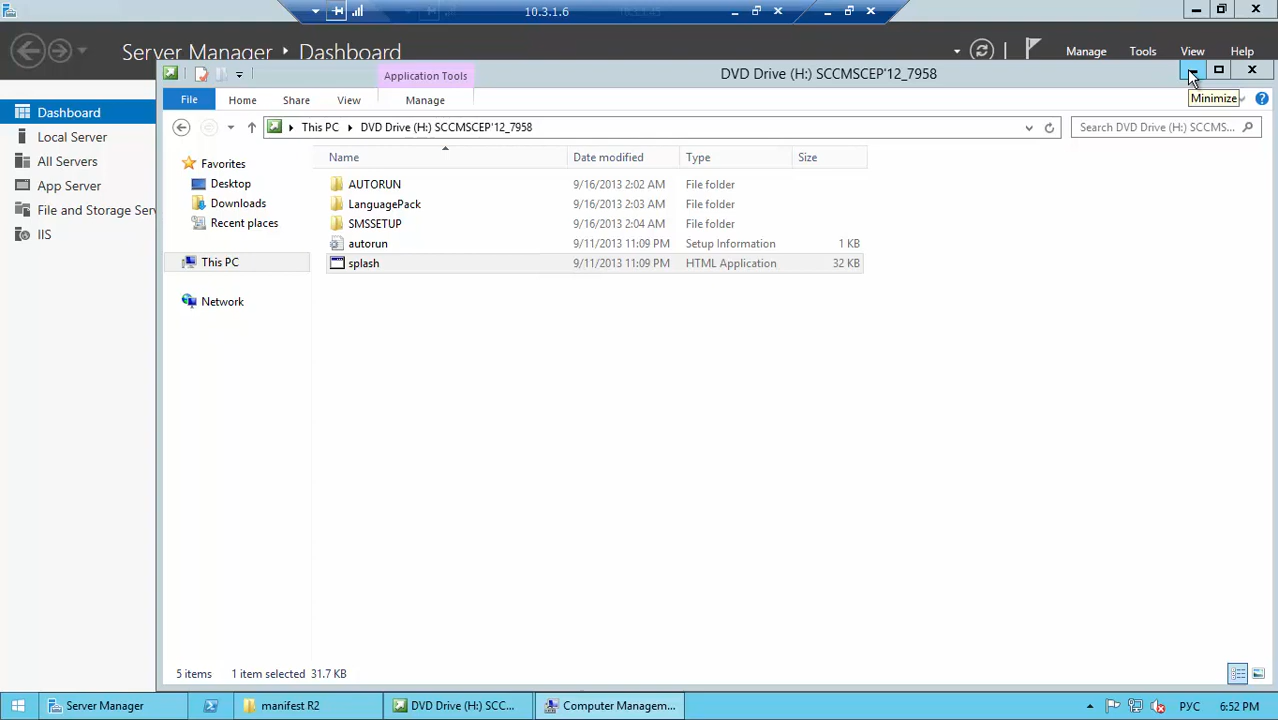 10.3.1.6
Server Manager ▸ Dashboard
Manage Tools View Help
Application Tools
DVD Drive (H:) SCCMSCEP'12_7958
Minimize
File Home Share View Manage
This PC ▸ DVD Drive (H:) SCCMSCEP'12_7958
Search DVD Drive (H:) SCCMS...
Dashboard
Local Server
All Servers
App Server
File and Storage Serv
IIS
Favorites
Desktop
Downloads
Recent places
This PC
Network
Name Date modified Type Size
AUTORUN 9/16/2013 2:02 AM File folder
LanguagePack 9/16/2013 2:03 AM File folder
SMSSETUP 9/16/2013 2:04 AM File folder
autorun 9/11/2013 11:09 PM Setup Information 1 KB
splash 9/11/2013 11:09 PM HTML Application 32 KB
5 items 1 item selected 31.7 KB
Server Manager
manifest R2
DVD Drive (H:) SCC...
Computer Managem...
РУС 6:52 PM